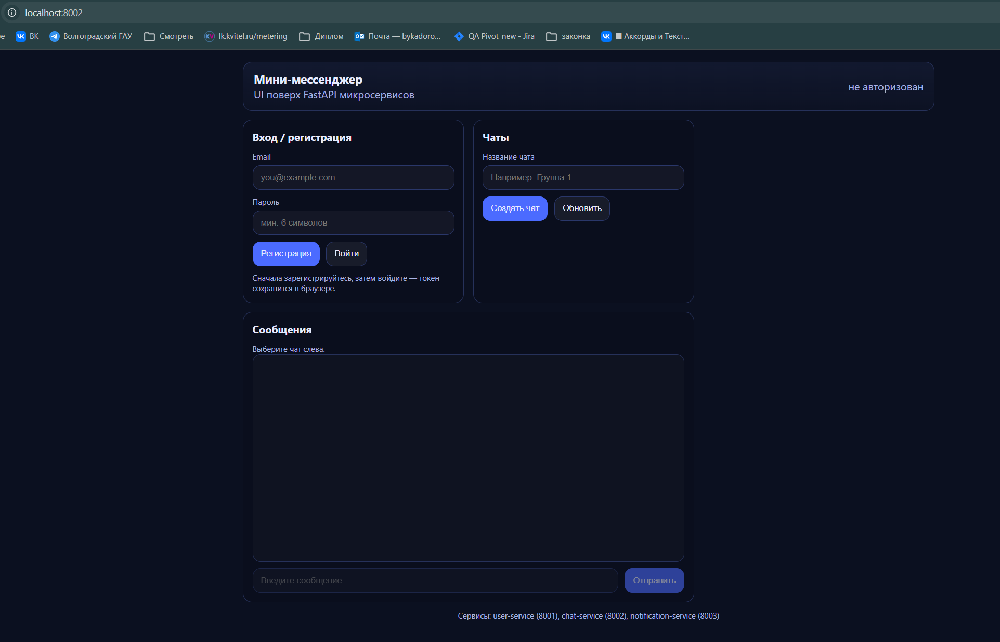 localhost:8002
ВК
Волгоградский ГАУ
Смотреть
lk.kvitel.ru/metering
Диплом
Почта — bykadoro...
QA Pivot_new - Jira
законка
Аккорды и Текст...
Мини-мессенджер
UI поверх FastAPI микросервисов
не авторизован
Вход / регистрация
Email
you@example.com
Пароль
мин. 6 символов
Регистрация
Войти
Сначала зарегистрируйтесь, затем войдите — токен
сохранится в браузере.
Чаты
Название чата
Например: Группа 1
Создать чат
Обновить
Сообщения
Выберите чат слева.
Введите сообщение...
Отправить
Сервисы: user-service (8001), chat-service (8002), notification-service (8003)